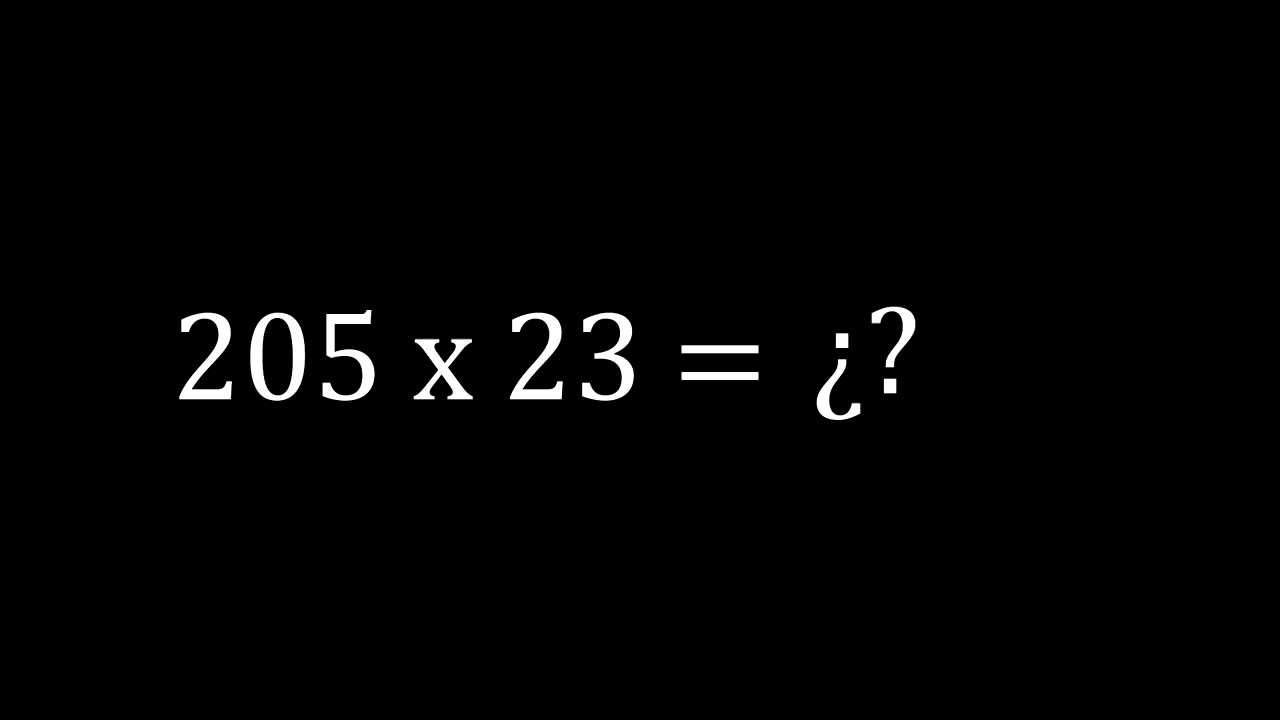 205 x 23 = ¿?